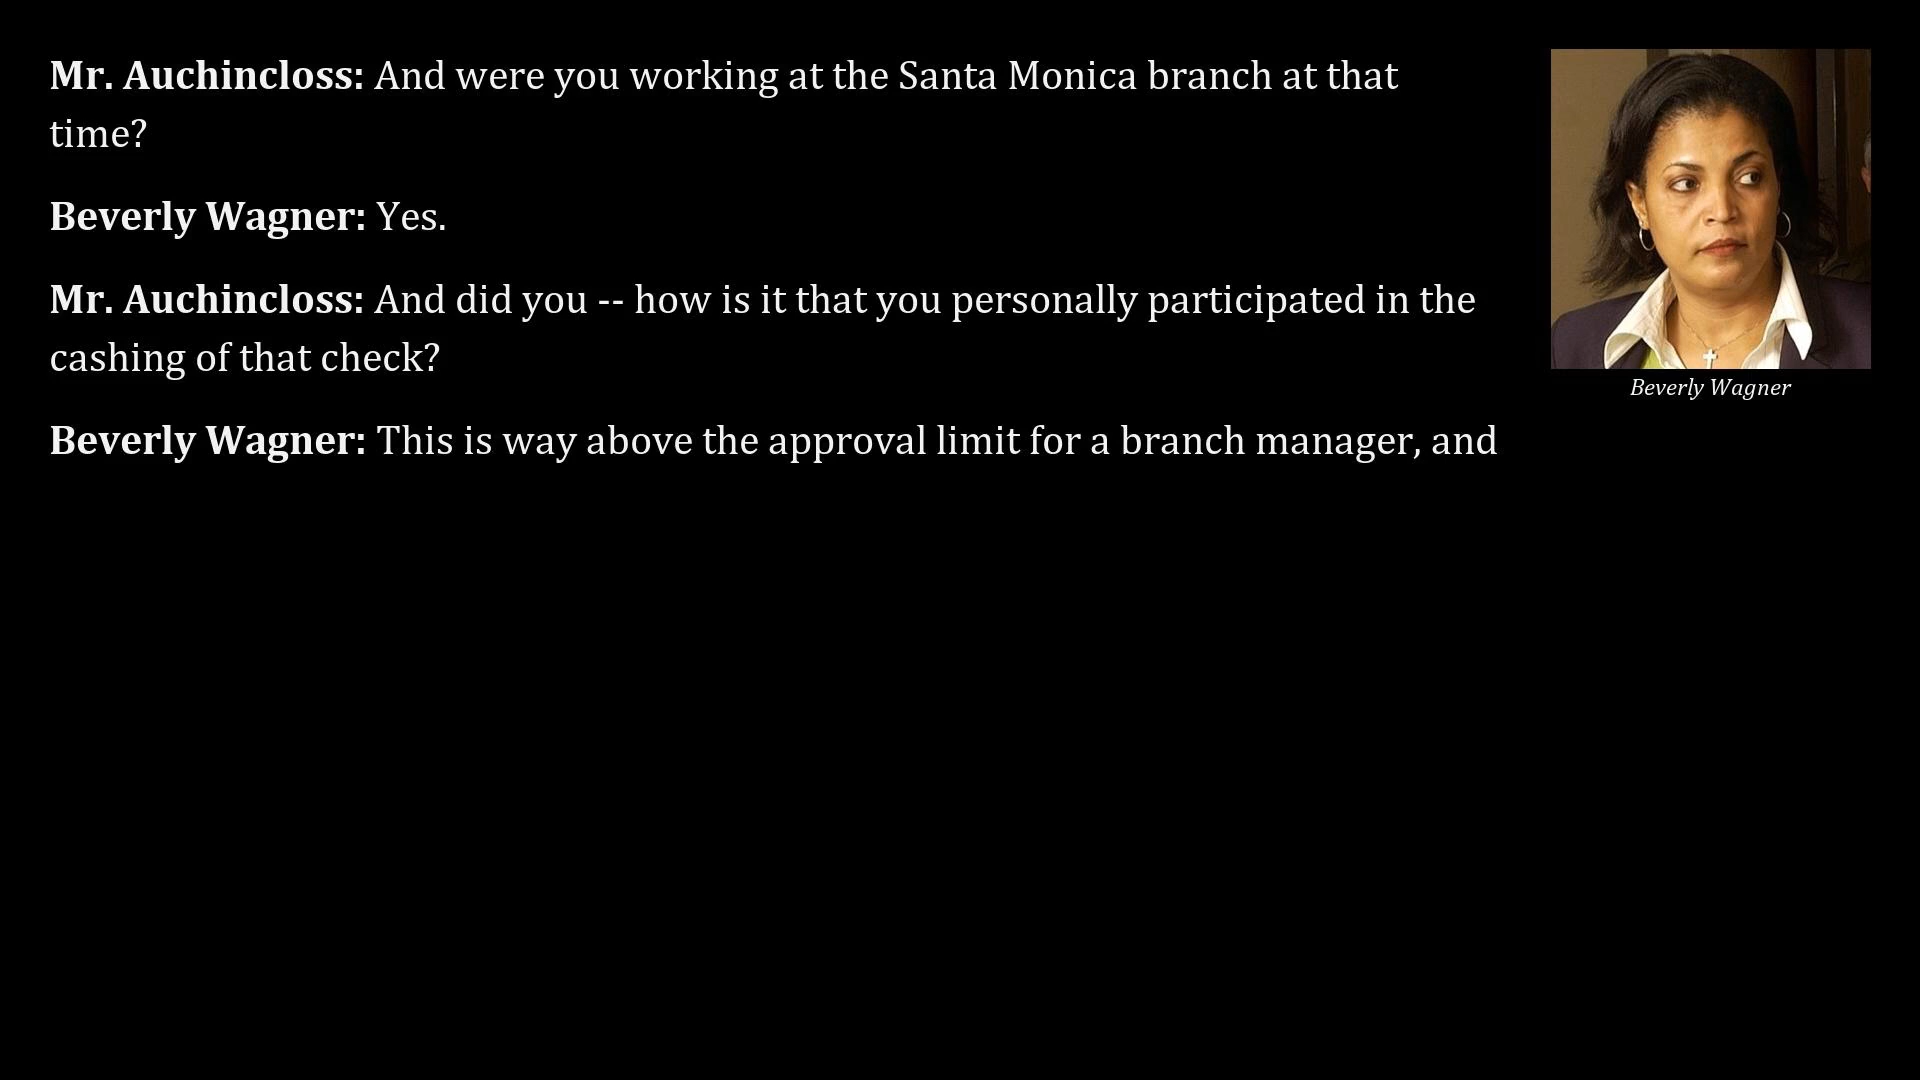 Mr. Auchincloss: And were you working at the Santa Monica branch at that
time?
Beverly Wagner: Yes.
Mr. Auchincloss: And did you -- how is it that you personally participated in the
cashing of that check?
Beverly Wagner: This is way above the approval limit for a branch manager, and
Beverly Wagner